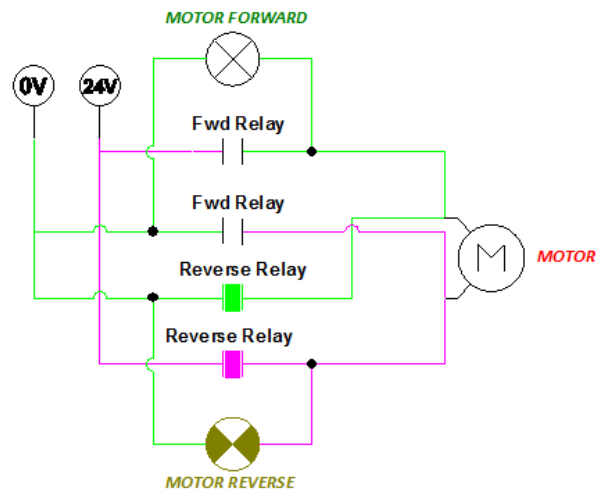 MOTOR FORWARD
0V
24V
Fwd Relay
Fwd Relay
M
MOTOR
Reverse Relay
Reverse Relay
MOTOR REVERSE